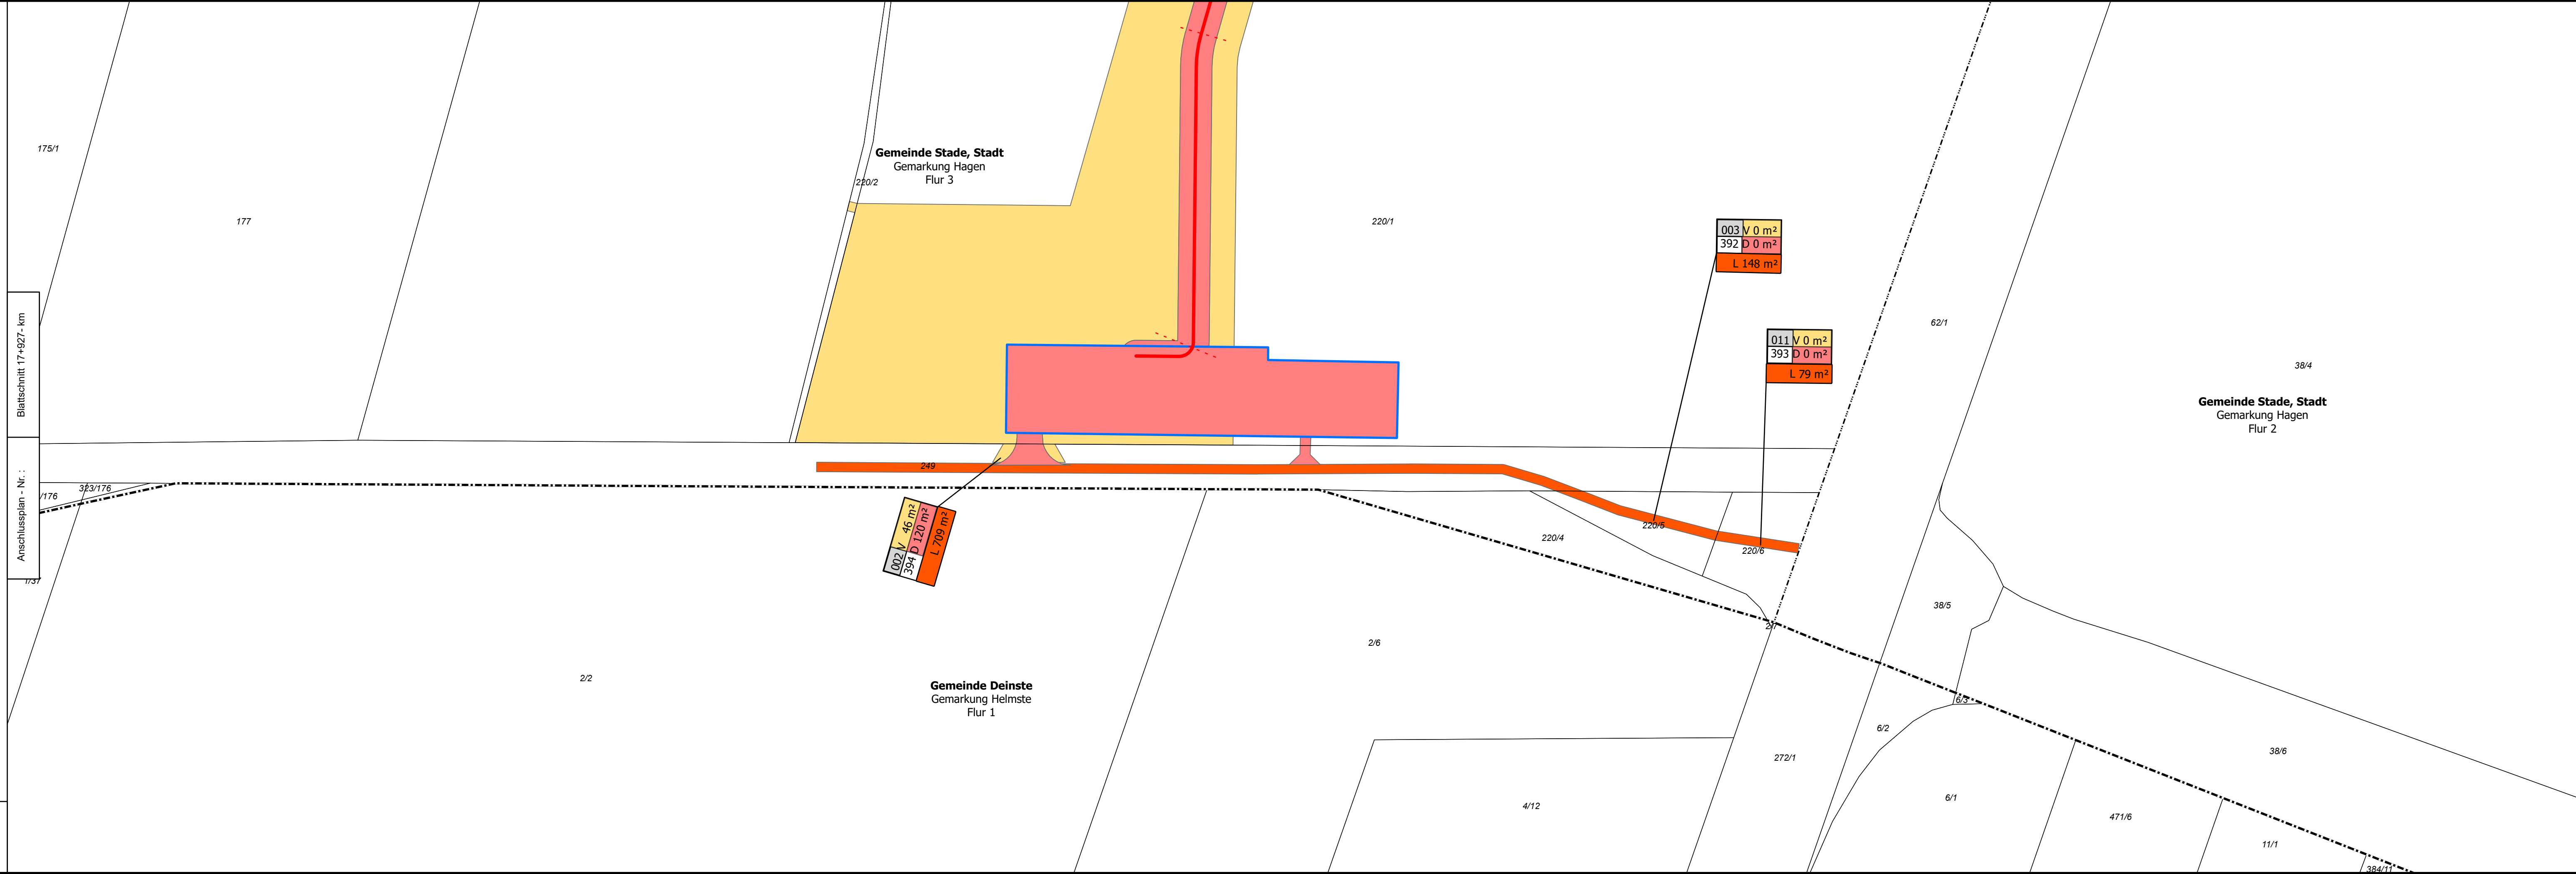 175/1
177
220/2
Gemeinde Stade, Stadt
Gemarkung Hagen
Flur 3
220/1
003 V 0 m²
392 D 0 m²
L 148 m²
011 V 0 m²
393 D 0 m²
L 79 m²
62/1
38/4
Gemeinde Stade, Stadt
Gemarkung Hagen
Flur 2
Blattschnitt 17+927- km
Anschlussplan - Nr.:
/176
323/176
249
002 V 46 m²
394 D 120 m²
L 709 m²
220/4
220/5
220/6
38/5
2/7
2/2
2/6
Gemeinde Deinste
Gemarkung Helmste
Flur 1
6/3
6/2
272/1
38/6
4/12
6/1
471/6
11/1
384/11